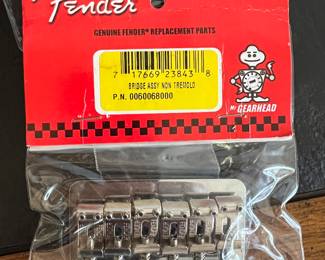 Fender
GENUINE FENDER® REPLACEMENT PARTS
7 17669 23843 8
BRIDGE ASSY NON TREMOLO
P.N. 0060068000
Mr GEARHEAD